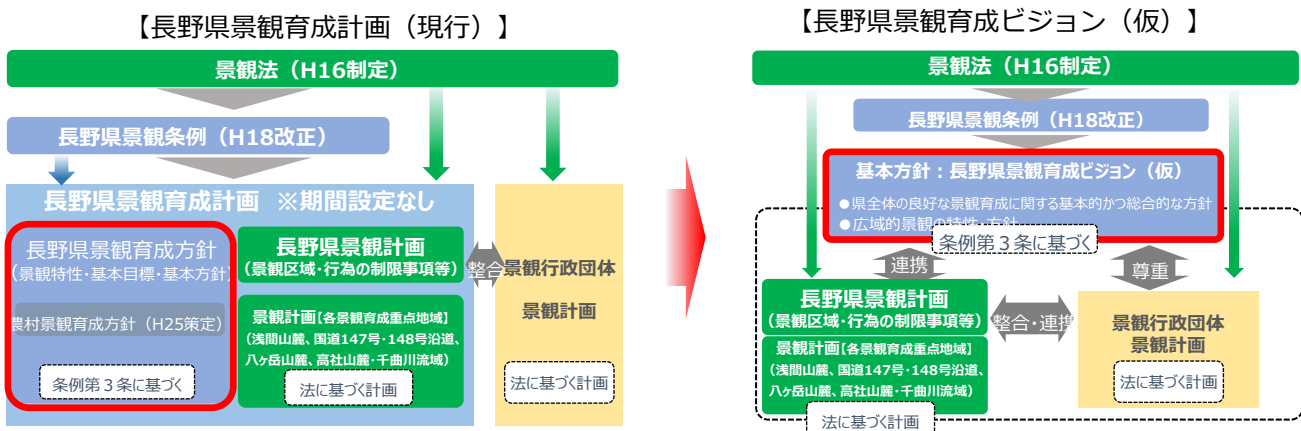 【長野県景観育成計画（現行）】
景観法（H16制定）
長野県景観条例（H18改正）
長野県景観育成計画 ※期間設定なし
長野県景観育成方針
（景観特性・基本目標・基本方針）
農村景観育成方針（H25策定）
条例第３条に基づく
長野県景観計画
（景観区域・行為の制限事項等）
景観計画【各景観育成重点地域】
（浅間山麓、国道147号・148号沿道、
八ヶ岳山麓、高社山麓・千曲川流域）
法に基づく計画
整合
景観行政団体
景観計画
法に基づく計画
【長野県景観育成ビジョン（仮）】
景観法（H16制定）
長野県景観条例（H18改正）
基本方針：長野県景観育成ビジョン（仮）
●県全体の良好な景観育成に関する基本的かつ総合的な方針
●広域的景観の特性・方針
条例第３条に基づく
連携
尊重
長野県景観計画
（景観区域・行為の制限事項等）
景観計画【各景観育成重点地域】
（浅間山麓、国道147号・148号沿道、
八ヶ岳山麓、高社山麓・千曲川流域）
法に基づく計画
整合・連携
景観行政団体
景観計画
法に基づく計画